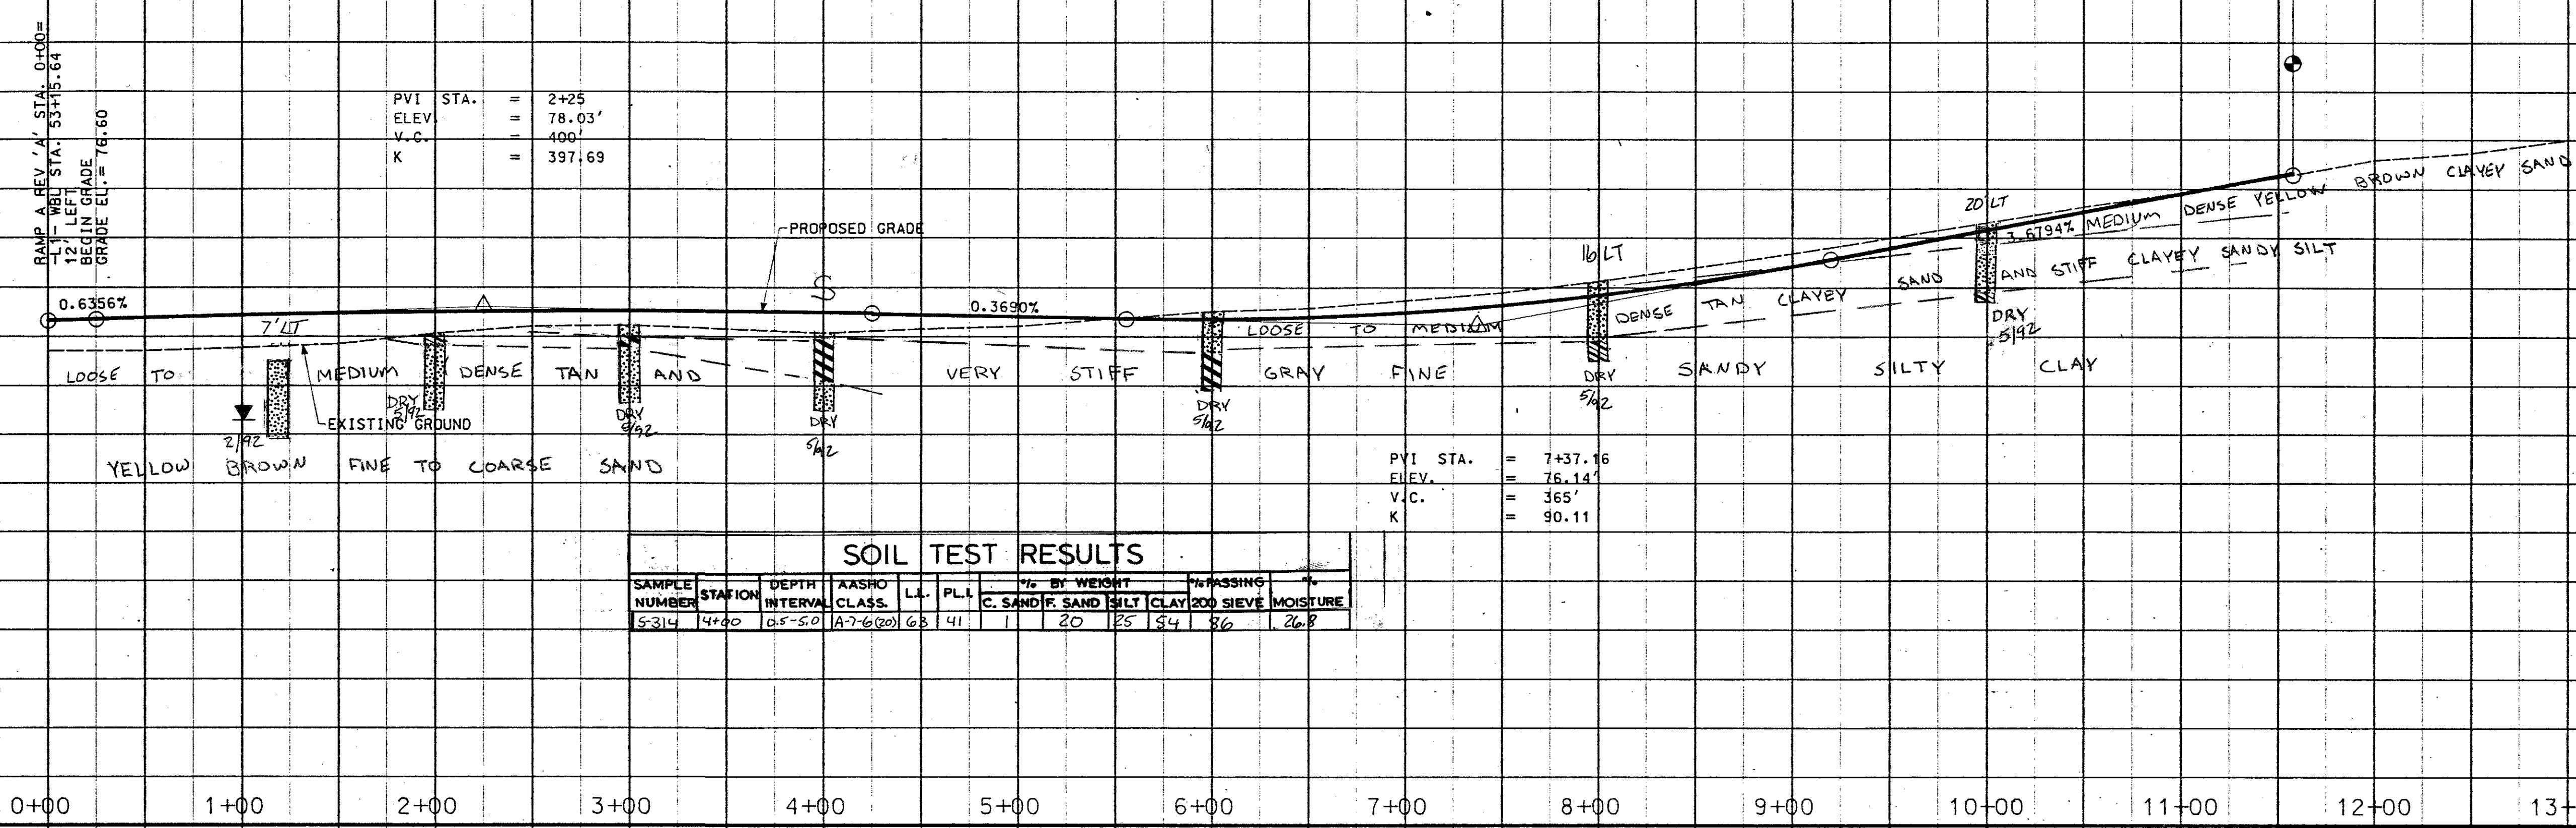 RAMP A REV 'A' STA. 0+00=
-L1- WBL STA. 53+15.64
12' LEFT
BEGIN GRADE
GRADE EL.= 76.60
PVI STA. = 2+25
ELEV. = 78.03'
V.C. = 400'
K = 397.69
PROPOSED GRADE
0.6356%
S
0.3690%
7' LT
16' LT
20' LT
3.6794%
MEDIUM DENSE YELLOW BROWN CLAYEY SAND
AND STIFF CLAYEY SANDY SILT
LOOSE TO MEDIUM DENSE TAN CLAYEY SAND
LOOSE TO MEDIUM DENSE TAN AND
VERY STIFF GRAY FINE SANDY SILTY CLAY
DRY
5/92
DRY
5/92
DRY
5/92
DRY
5/92
DRY
5/92
DRY
5/92
EXISTING GROUND
2/92
YELLOW BROWN FINE TO COARSE SAND
PVI STA. = 7+37.16
ELEV. = 76.14'
V.C. = 365'
K = 90.11
SOIL TEST RESULTS
SAMPLE NUMBER STATION DEPTH INTERVAL AASHO CLASS. L.L. PL.I. % BY WEIGHT C. SAND F. SAND SILT CLAY % PASSING 200 SIEVE % MOISTURE
S-314 4+00 0.5-5.0 A-7-6(20) 63 41 1 20 25 54 86 26.8
0+00 1+00 2+00 3+00 4+00 5+00 6+00 7+00 8+00 9+00 10+00 11+00 12+00 13+